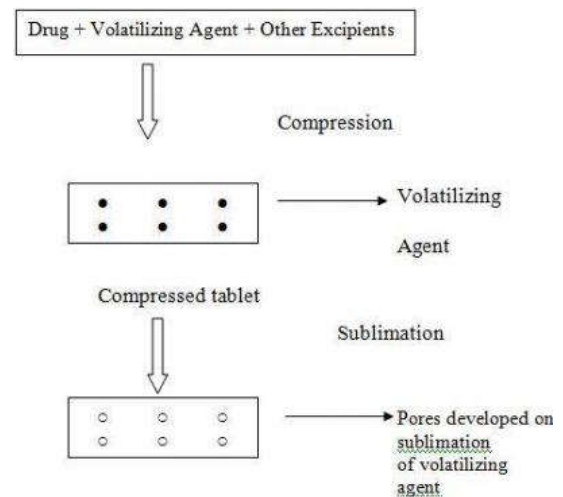 Drug + Volatilizing Agent + Other Excipients
Compression
Volatilizing
Agent
Compressed tablet
Sublimation
Pores developed on
sublimation
of volatilizing
agent